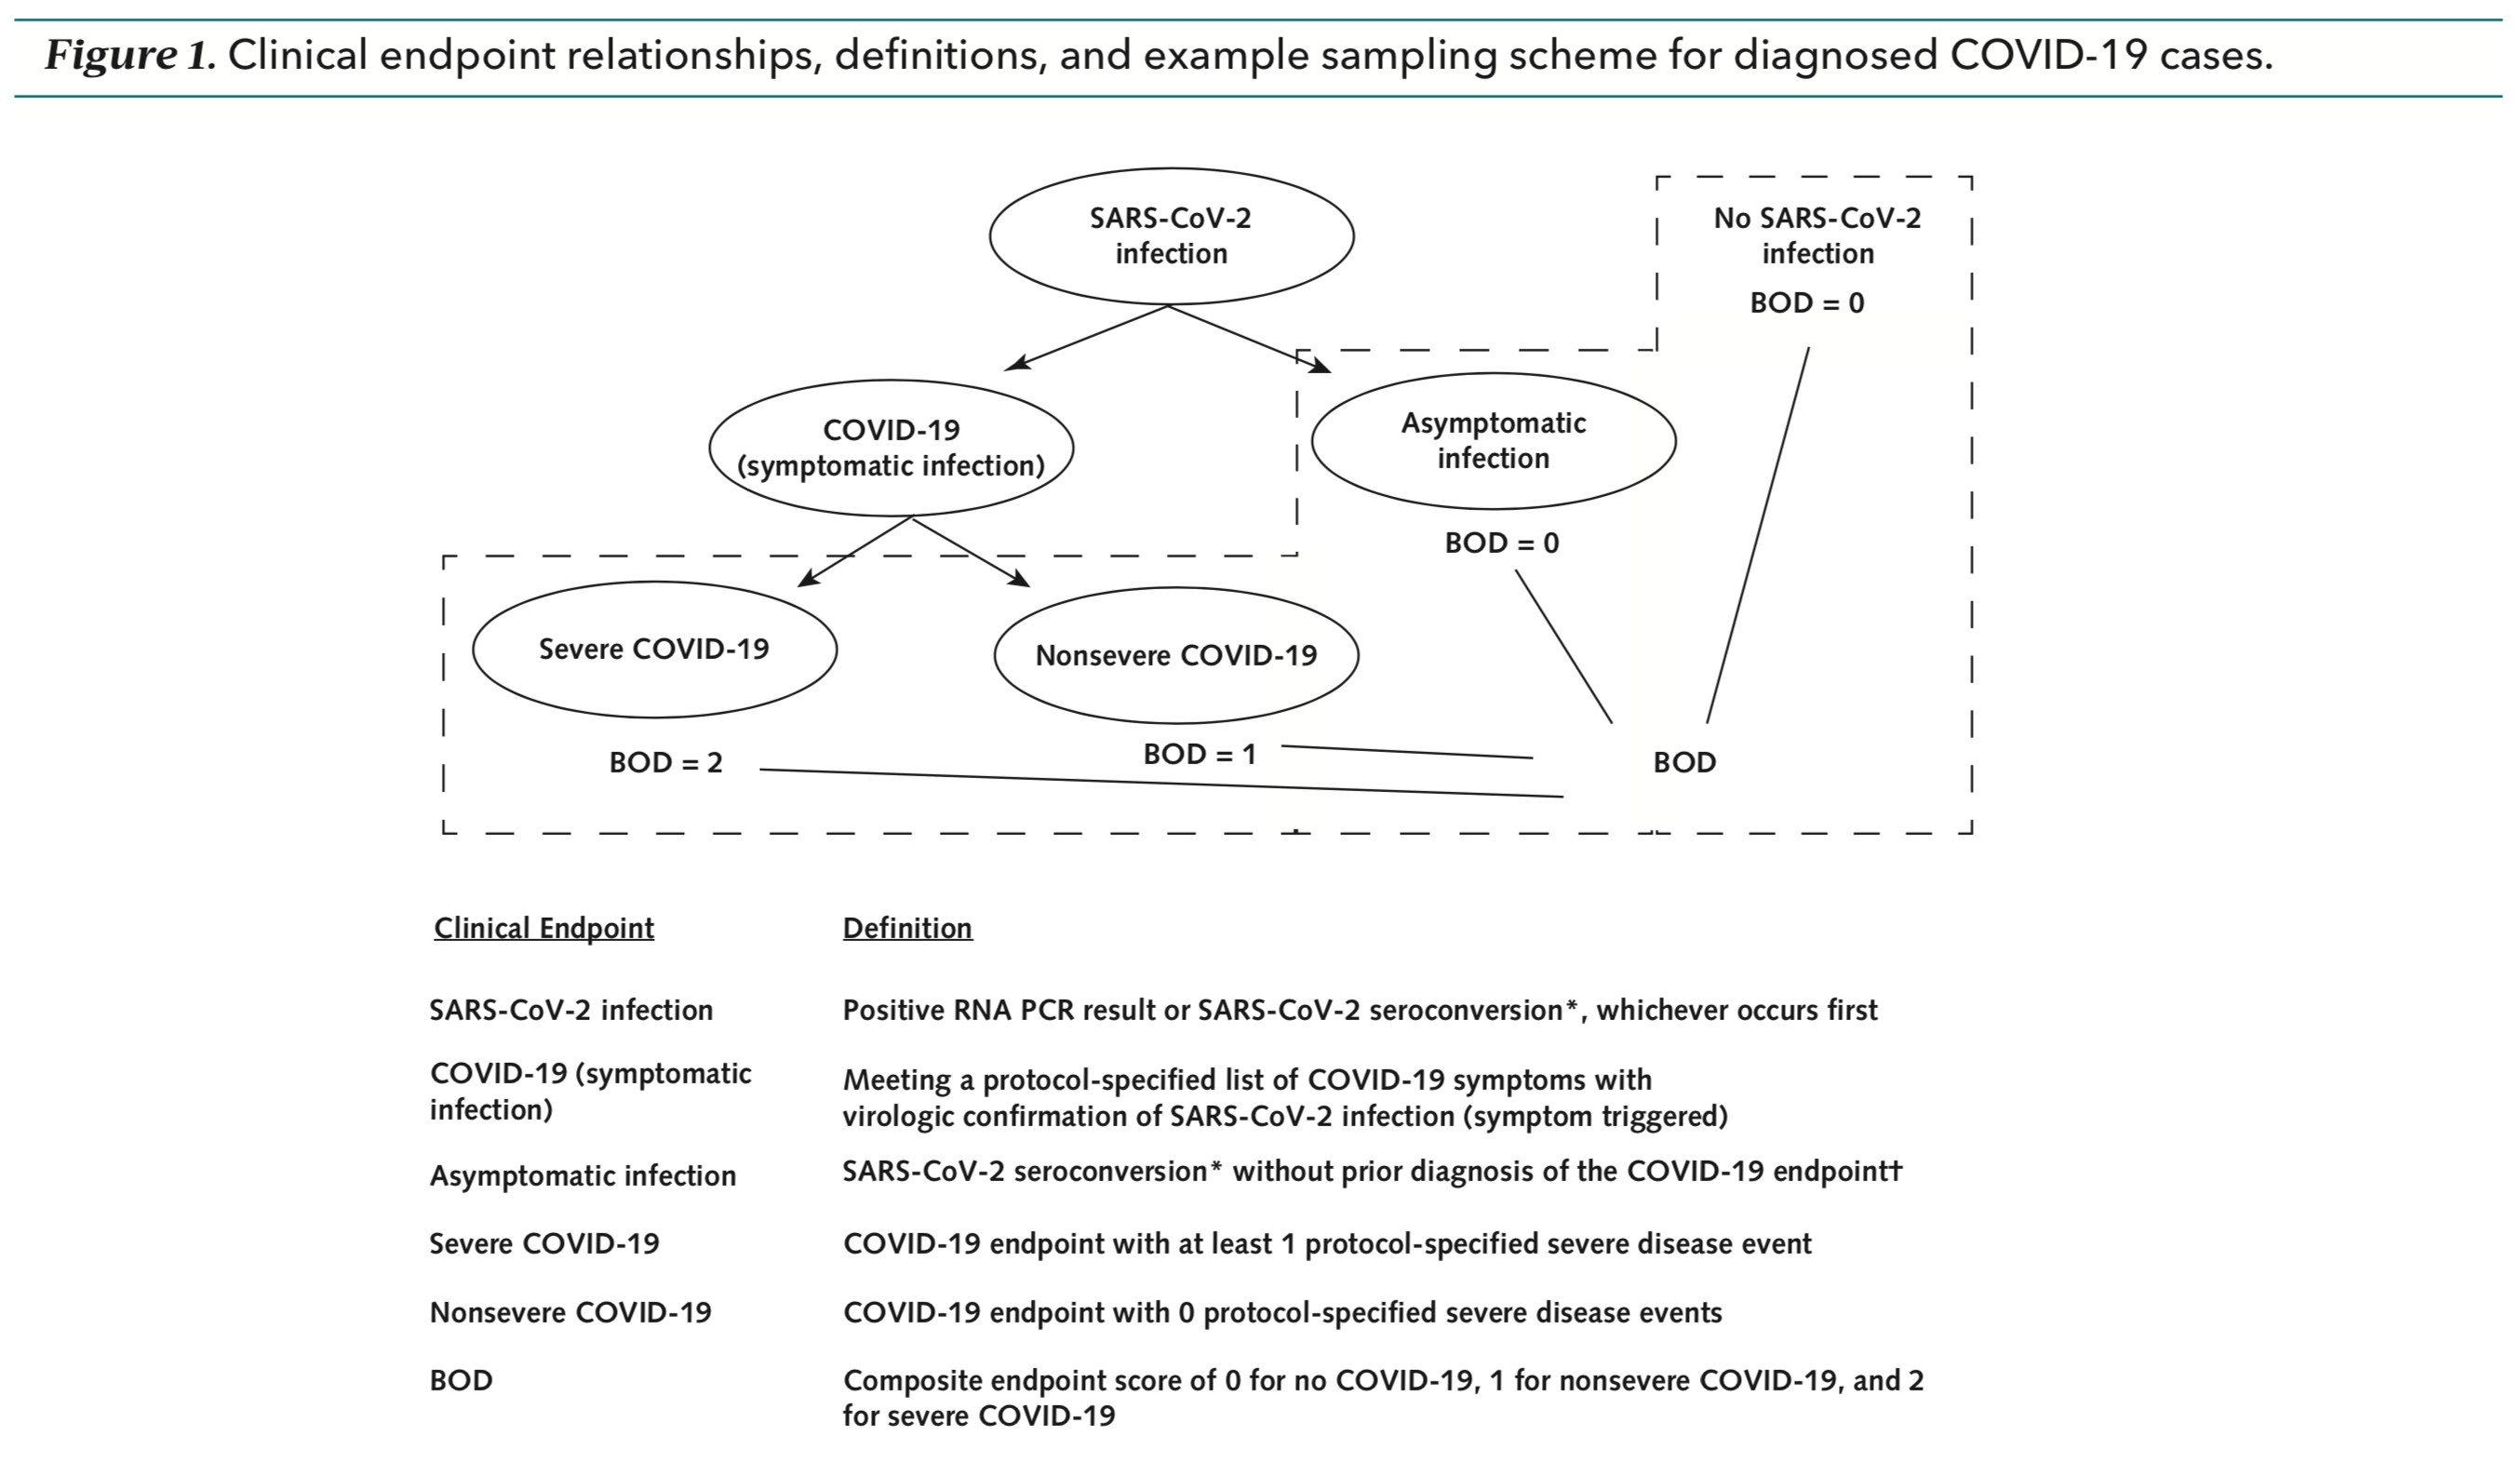 Figure 1. Clinical endpoint relationships, definitions, and example sampling scheme for diagnosed COVID-19 cases.
SARS-CoV-2
infection
No SARS-CoV-2
infection
BOD = 0
COVID-19
(symptomatic infection)
Asymptomatic
infection
BOD = 0
Severe COVID-19
Nonsevere COVID-19
BOD = 2
BOD = 1
BOD
Clinical Endpoint
Definition
SARS-CoV-2 infection
Positive RNA PCR result or SARS-CoV-2 seroconversion*, whichever occurs first
COVID-19 (symptomatic
infection)
Meeting a protocol-specified list of COVID-19 symptoms with
virologic confirmation of SARS-CoV-2 infection (symptom triggered)
Asymptomatic infection
SARS-CoV-2 seroconversion* without prior diagnosis of the COVID-19 endpoint†
Severe COVID-19
COVID-19 endpoint with at least 1 protocol-specified severe disease event
Nonsevere COVID-19
COVID-19 endpoint with 0 protocol-specified severe disease events
BOD
Composite endpoint score of 0 for no COVID-19, 1 for nonsevere COVID-19, and 2
for severe COVID-19